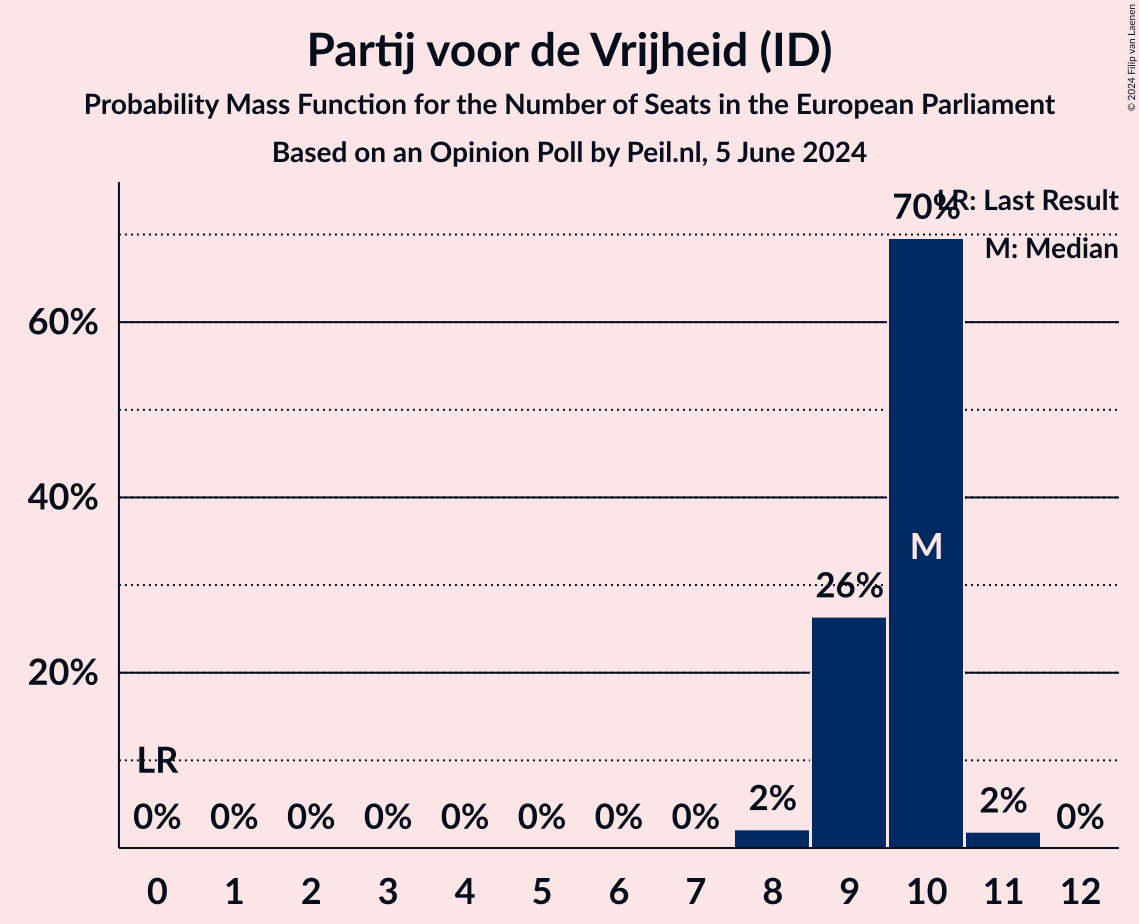 Partij voor de Vrijheid (ID)
Probability Mass Function for the Number of Seats in the European Parliament
Based on an Opinion Poll by Peil.nl, 5 June 2024
© 2024 Filip van Laenen
LR: Last Result
M: Median
70%
60%
40%
M
26%
20%
LR
0% 0% 0% 0% 0% 0% 0% 0% 2% 2% 0%
0 1 2 3 4 5 6 7 8 9 10 11 12